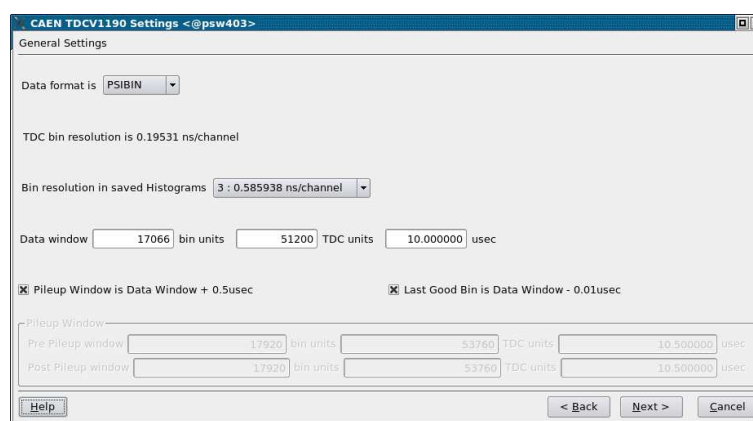 CAEN TDCV1190 Settings <@psw403>
General Settings
Data format is PSIBIN
TDC bin resolution is 0.19531 ns/channel
Bin resolution in saved Histograms 3 : 0.585938 ns/channel
Data window 17066 bin units 51200 TDC units 10.000000 usec
Pileup Window is Data Window + 0.5usec Last Good Bin is Data Window - 0.01usec
Pileup Window
Pre Pileup window 17920 bin units 53760 TDC units 10.500000 usec
Post Pileup window 17920 bin units 53760 TDC units 10.500000 usec
Help < Back Next > Cancel